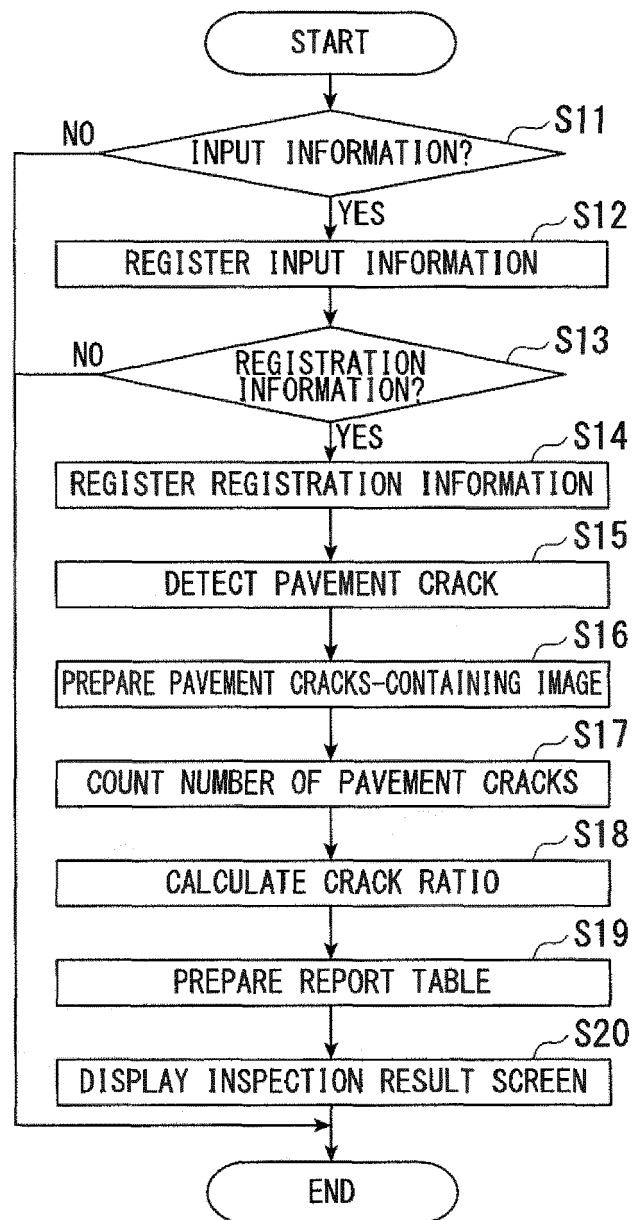 START
S11
NO
INPUT INFORMATION?
YES
S12
REGISTER INPUT INFORMATION
S13
NO
REGISTRATION
INFORMATION?
YES
S14
REGISTER REGISTRATION INFORMATION
S15
DETECT PAVEMENT CRACK
S16
PREPARE PAVEMENT CRACKS-CONTAINING IMAGE
S17
COUNT NUMBER OF PAVEMENT CRACKS
S18
CALCULATE CRACK RATIO
S19
PREPARE REPORT TABLE
S20
DISPLAY INSPECTION RESULT SCREEN
END